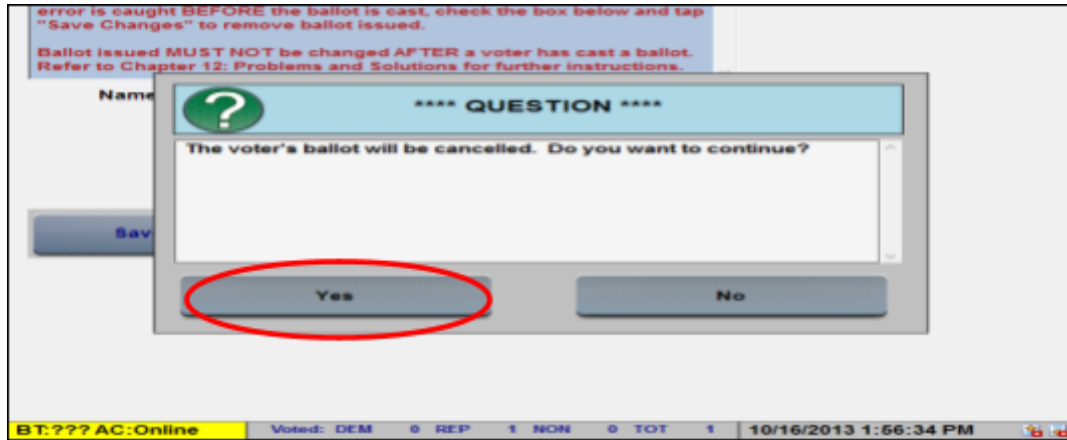 error is caught BEFORE the ballot is cast, check the box below and tap
"Save Changes" to remove ballot issued.
Ballot issued MUST NOT be changed AFTER a voter has cast a ballot.
Refer to Chapter 12: Problems and Solutions for further instructions.
Name
**** QUESTION ****
The voter's ballot will be cancelled. Do you want to continue?
Sav
Yes
No
BT:??? AC:Online Voted: DEM 0 REP 1 NON 0 TOT 1 10/16/2013 1:56:34 PM